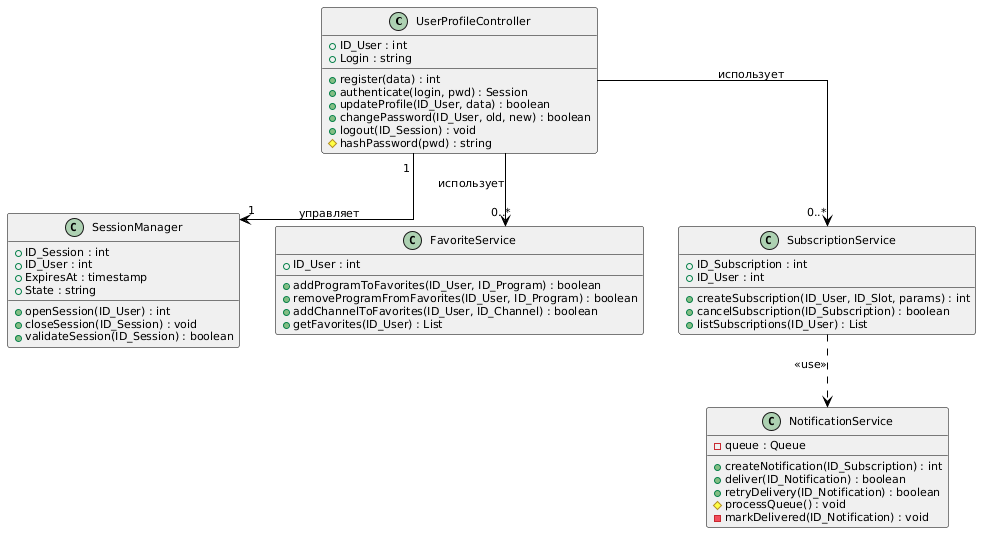 C UserProfileController
ID_User : int
Login : string
register(data) : int
authenticate(login, pwd) : Session
updateProfile(ID_User, data) : boolean
changePassword(ID_User, old, new) : boolean
logout(ID_Session) : void
hashPassword(pwd) : string
использует
1
использует
1
управляет
0..*
0..*
C SessionManager
ID_Session : int
ID_User : int
ExpiresAt : timestamp
State : string
openSession(ID_User) : int
closeSession(ID_Session) : void
validateSession(ID_Session) : boolean
C FavoriteService
ID_User : int
addProgramToFavorites(ID_User, ID_Program) : boolean
removeProgramFromFavorites(ID_User, ID_Program) : boolean
addChannelToFavorites(ID_User, ID_Channel) : boolean
getFavorites(ID_User) : List
C SubscriptionService
ID_Subscription : int
ID_User : int
createSubscription(ID_User, ID_Slot, params) : int
cancelSubscription(ID_Subscription) : boolean
listSubscriptions(ID_User) : List
«use»
C NotificationService
queue : Queue
createNotification(ID_Subscription) : int
deliver(ID_Notification) : boolean
retryDelivery(ID_Notification) : boolean
processQueue() : void
markDelivered(ID_Notification) : void